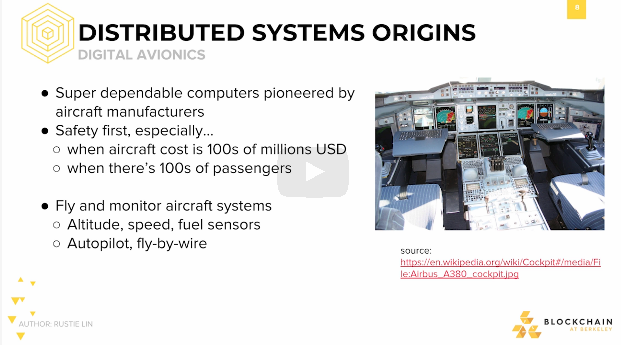 8
DISTRIBUTED SYSTEMS ORIGINS
DIGITAL AVIONICS
● Super dependable computers pioneered by
aircraft manufacturers
● Safety first, especially...
○ when aircraft cost is 100s of millions USD
○ when there's 100s of passengers
● Fly and monitor aircraft systems
○ Altitude, speed, fuel sensors
○ Autopilot, fly-by-wire
source:
https://en.wikipedia.org/wiki/Cockpit#/media/Fi
le:Airbus_A380_cockpit.jpg
AUTHOR: RUSTIE LIN
BLOCKCHAIN
AT BERKELEY